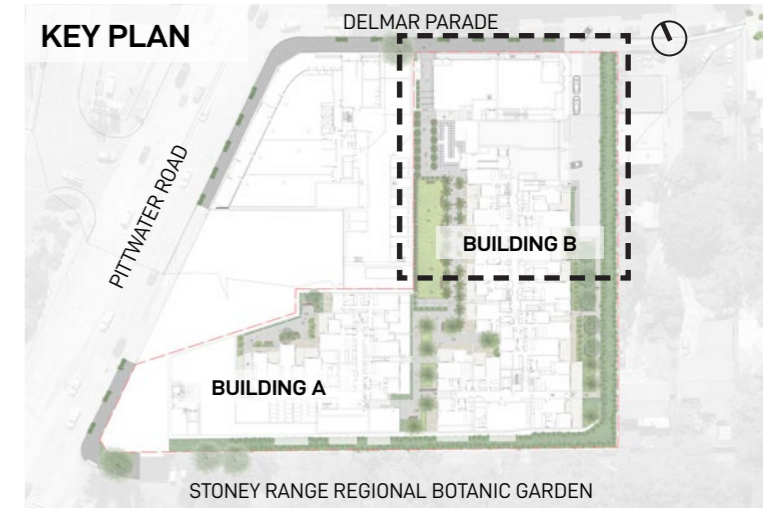 KEY PLAN
DELMAR PARADE
PITTWATER ROAD
BUILDING B
BUILDING A
STONEY RANGE REGIONAL BOTANIC GARDEN